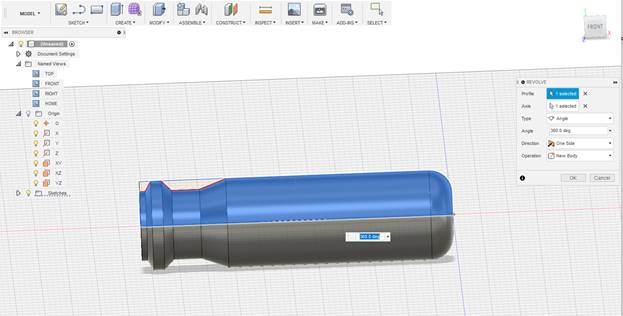 MODEL ▾
SKETCH ▾
CREATE ▾
MODIFY ▾
ASSEMBLE ▾
CONSTRUCT ▾
INSPECT ▾
INSERT ▾
MAKE ▾
ADD-INS ▾
SELECT ▾
BROWSER
(Unsaved)
Document Settings
Named Views
TOP
FRONT
RIGHT
HOME
Origin
O
X
Y
Z
XY
XZ
YZ
Sketches
FRONT
X
REVOLVE
Profile
1 selected
Axis
1 selected
Type
Angle
Angle
360.0 deg
Direction
One Side
Operation
New Body
OK
Cancel
360.0 deg